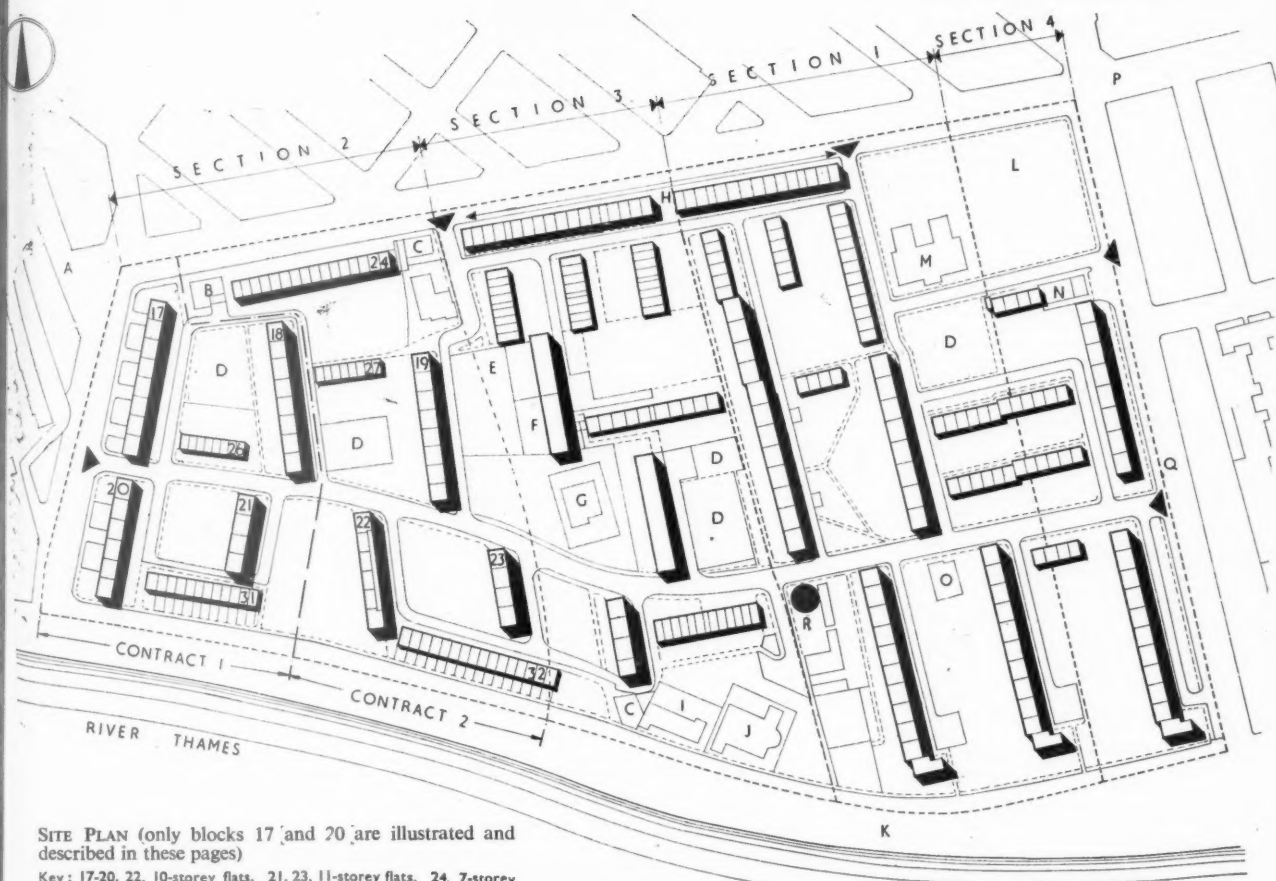 SECTION 2
SECTION 3
SECTION 1
SECTION 4
P
L
A
B
24
C
H
M
N
17
18
D
27
19
E
D
26
D
F
D
G
D
Q
20
21
22
23
31
32
O
R
C
I
J
K
CONTRACT 1
CONTRACT 2
RIVER THAMES
SITE PLAN (only blocks 17 and 20 are illustrated and
described in these pages)
Key: 17-20, 22, 10-storey flats. 21, 23, 11-storey flats. 24, 7-storey